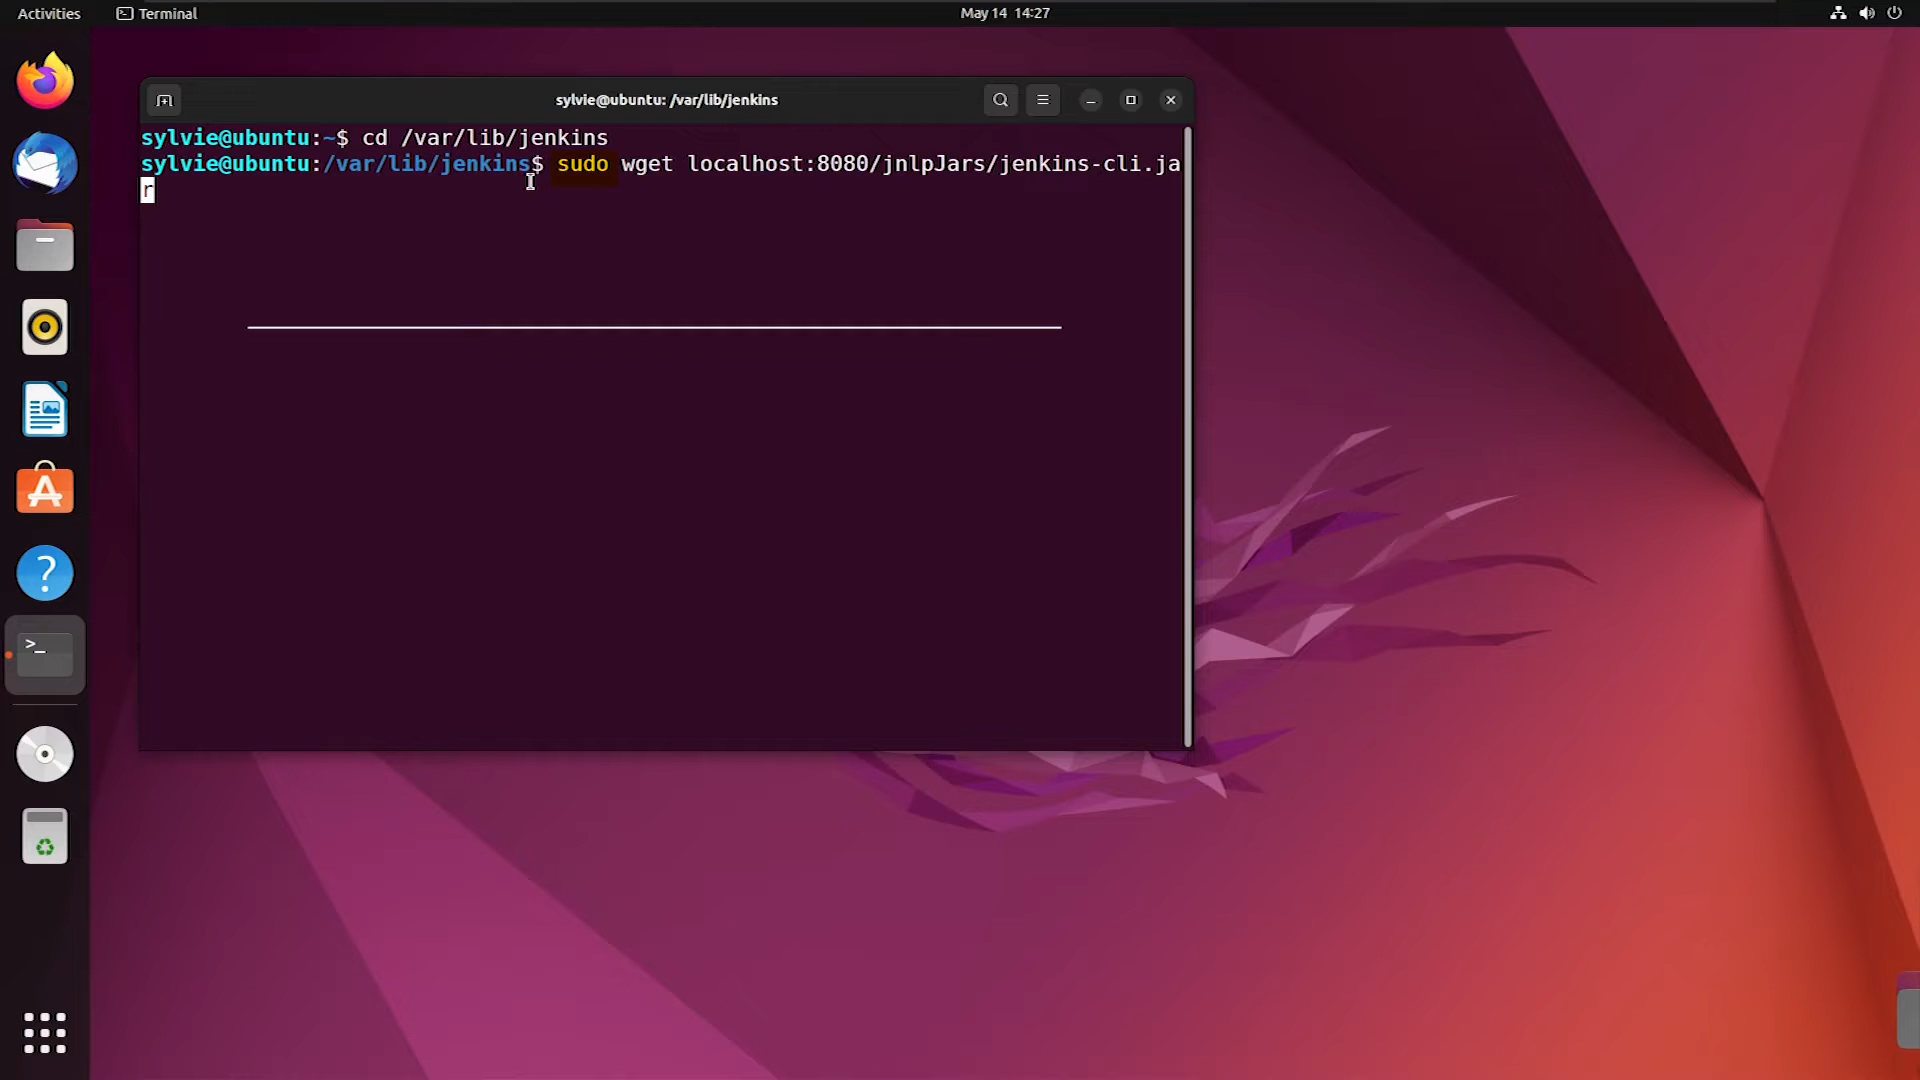 Activities
Terminal
May 14 14:27
sylvie@ubuntu: /var/lib/jenkins
sylvie@ubuntu:~$ cd /var/lib/jenkins
sylvie@ubuntu:/var/lib/jenkins$ sudo wget localhost:8080/jnlpJars/jenkins-cli.ja
r